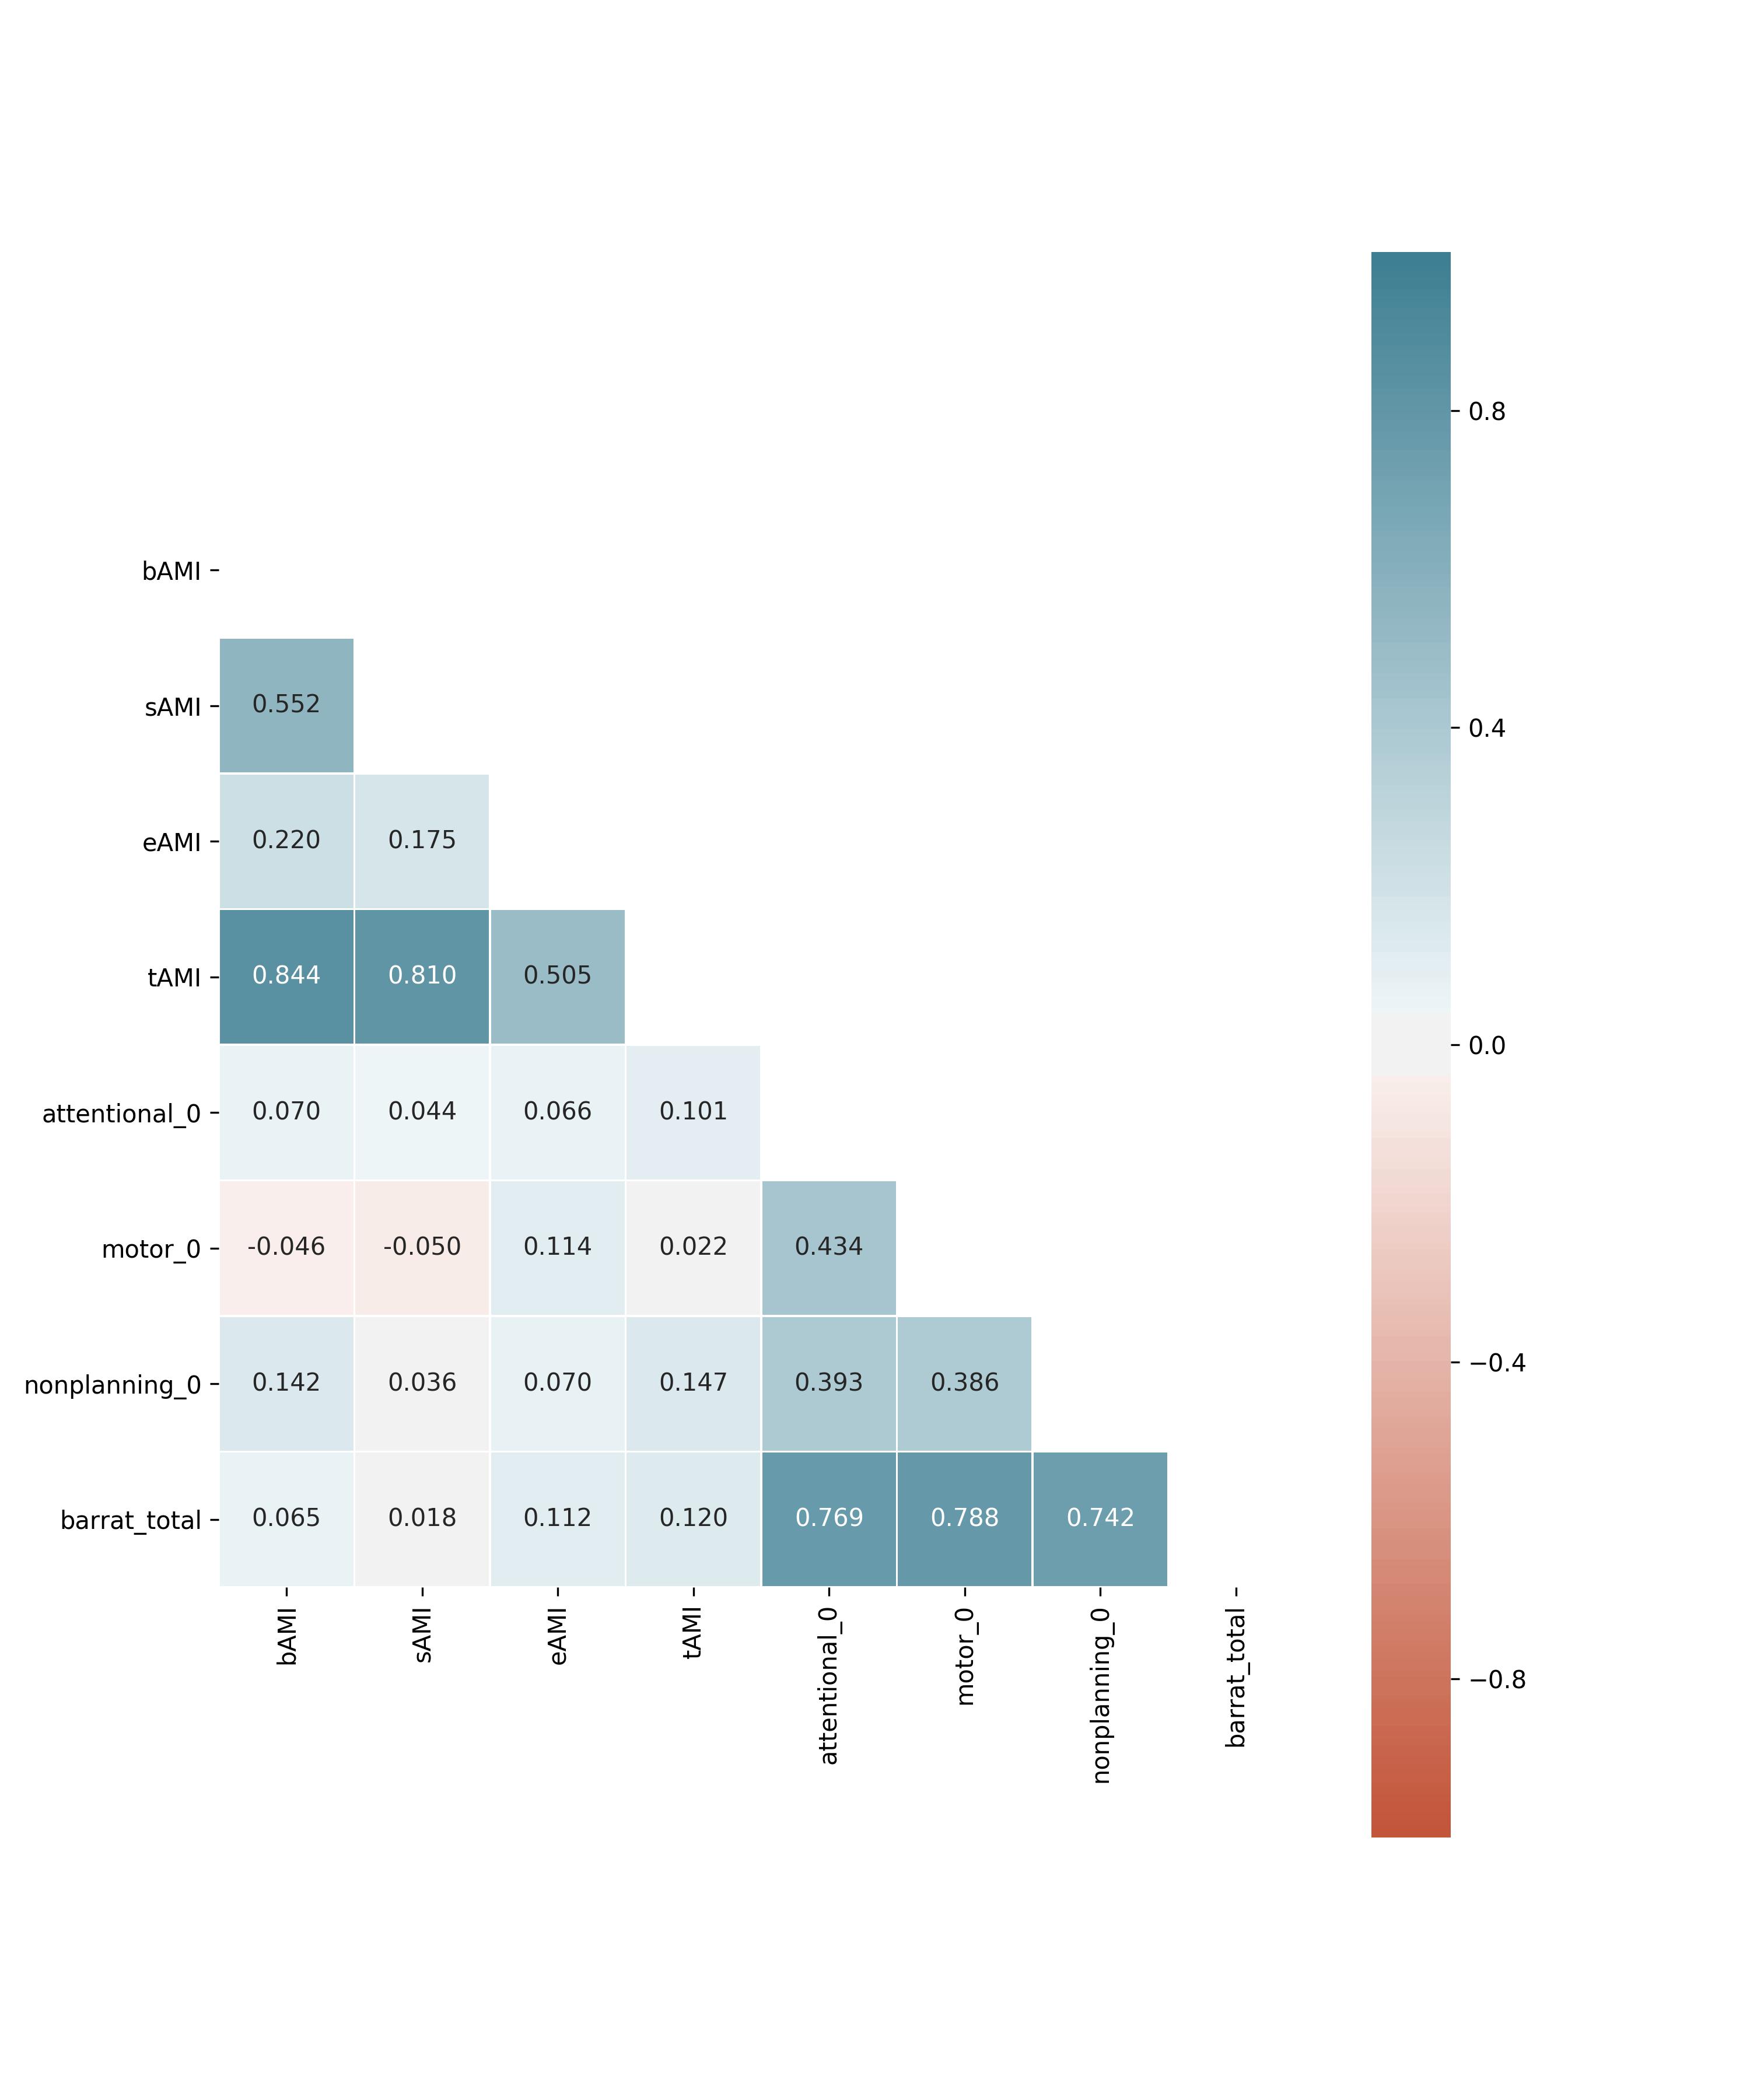 bAMI
sAMI 0.552
eAMI 0.220 0.175
tAMI 0.844 0.810 0.505
attentional_0 0.070 0.044 0.066 0.101
motor_0 -0.046 -0.050 0.114 0.022 0.434
nonplanning_0 0.142 0.036 0.070 0.147 0.393 0.386
barrat_total 0.065 0.018 0.112 0.120 0.769 0.788 0.742
bAMI
sAMI
eAMI
tAMI
attentional_0
motor_0
nonplanning_0
barrat_total
0.8
0.4
0.0
−0.4
−0.8